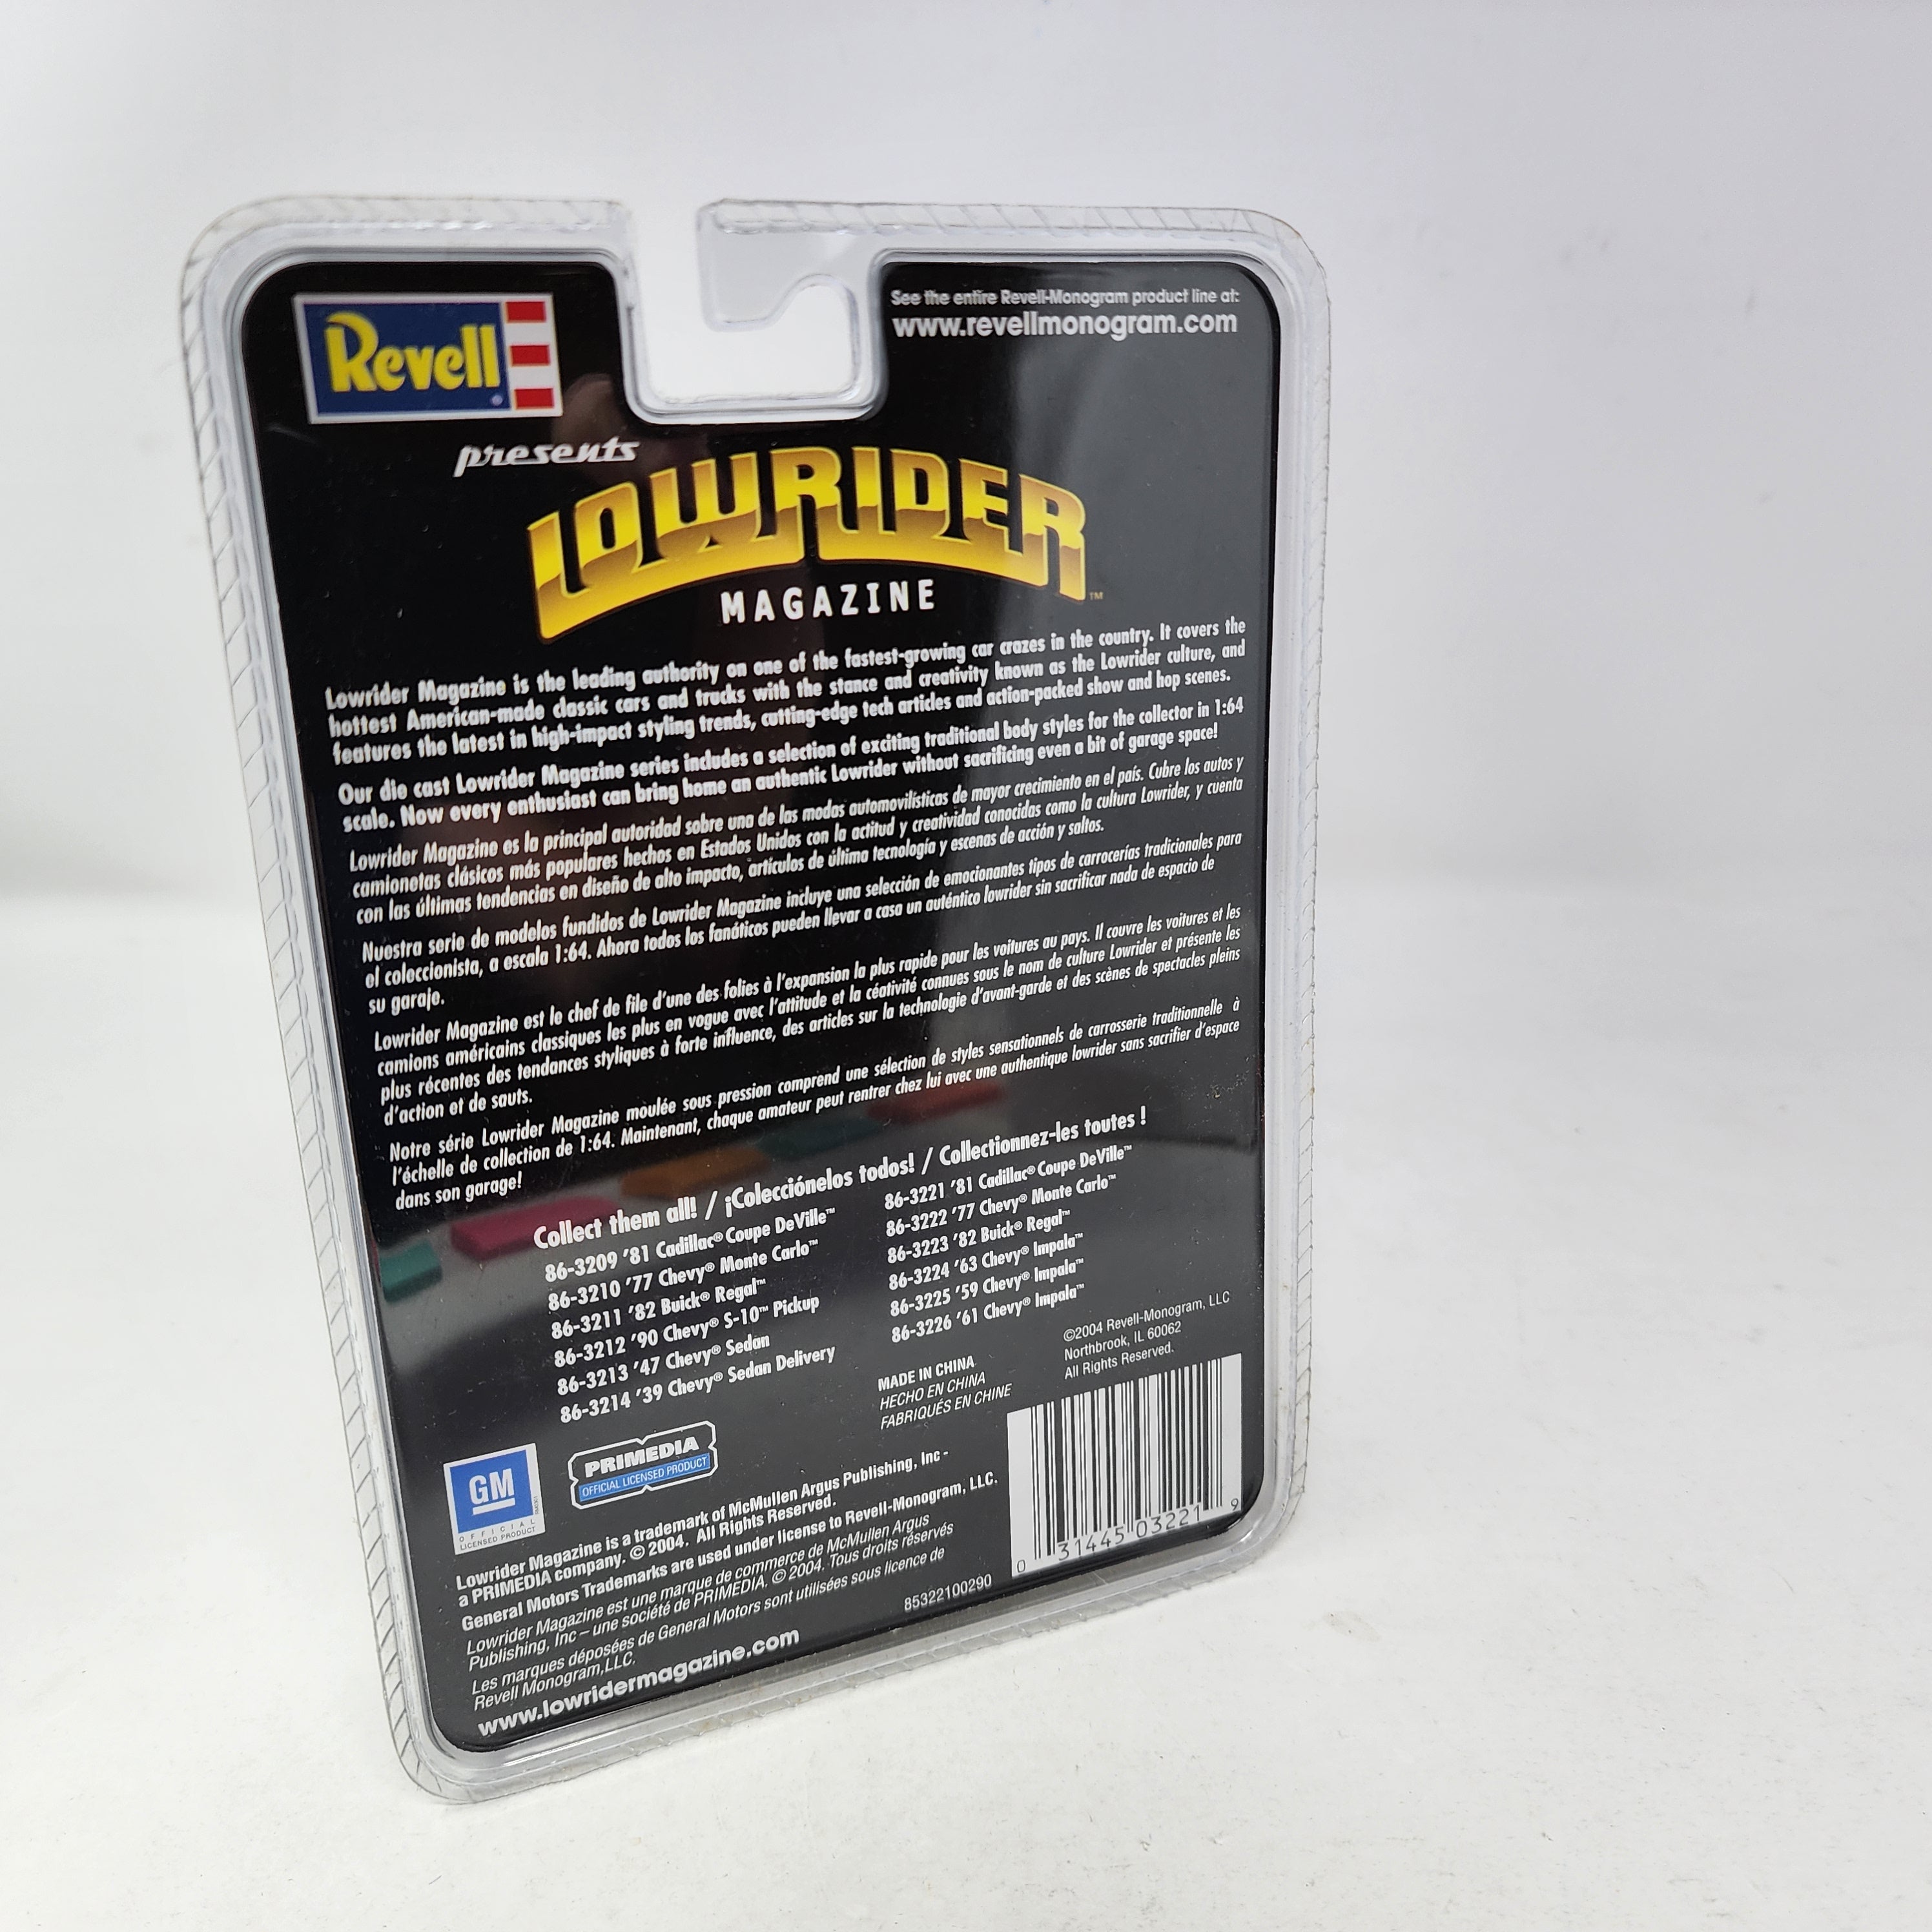 Revell
®
See the entire Revell-Monogram product line at:
www.revellmonogram.com
presents
LOWRIDER™
MAGAZINE
Lowrider Magazine is the leading authority on one of the fastest-growing car crazes in the country. It covers the
hottest American-made classic cars and trucks with the stance and creativity known as the Lowrider culture, and
features the latest in high-impact styling trends, cutting-edge tech articles and action-packed show and hop scenes.
Our die cast Lowrider Magazine series includes a selection of exciting traditional body styles for the collector in 1:64
scale. Now every enthusiast can bring home an authentic Lowrider without sacrificing even a bit of garage space!
Lowrider Magazine es la principal autoridad sobre una de las modas automovilísticas de mayor crecimiento en el país. Cubre los autos y
camionetas clásicos más populares hechos en Estados Unidos con la actitud y creatividad conocidas como la cultura Lowrider, y cuenta
con las últimas tendencias en diseño de alto impacto, artículos de última tecnología y escenas de acción y saltos.
Nuestra serie de modelos fundidos de Lowrider Magazine incluye una selección de emocionantes tipos de carrocerías tradicionales para
el coleccionista, a escala 1:64. Ahora todos los fanáticos pueden llevar a casa un auténtico lowrider sin sacrificar nada de espacio de
su garaje.
Lowrider Magazine est le chef de file d'une des folies à l'expansion la plus rapide pour les voitures au pays. Il couvre les voitures et les
camions américains classiques les plus en vogue avec l'attitude et la céativité connues sous le nom de culture Lowrider et présente les
plus récentes des tendances styliques à forte influence, des articles sur la technologie d'avant-garde et des scènes de spectacles pleins
d'action et de sauts.
Notre série Lowrider Magazine moulée sous pression comprend une sélection de styles sensationnels de carrosserie traditionnelle à
l'échelle de collection de 1:64. Maintenant, chaque amateur peut rentrer chez lui avec une authentique lowrider sans sacrifier d'espace
dans son garage!
Collect them all! / ¡Colecciónelos todos! / Collectionnez-les toutes !
86-3209 '81 Cadillac® Coupe DeVille™
86-3210 '77 Chevy® Monte Carlo™
86-3211 '82 Buick® Regal™
86-3212 '90 Chevy® S-10™ Pickup
86-3213 '47 Chevy® Sedan
86-3214 '39 Chevy® Sedan Delivery
86-3221 '81 Cadillac® Coupe DeVille™
86-3222 '77 Chevy® Monte Carlo™
86-3223 '82 Buick® Regal™
86-3224 '63 Chevy® Impala™
86-3225 '59 Chevy® Impala™
86-3226 '61 Chevy® Impala™
MADE IN CHINA
HECHO EN CHINA
FABRIQUÉS EN CHINE
©2004 Revell-Monogram, LLC
Northbrook, IL 60062
All Rights Reserved.
GM
OFFICIAL
LICENSED PRODUCT
PRIMEDIA
OFFICIAL LICENSED PRODUCT
Lowrider Magazine is a trademark of McMullen Argus Publishing, Inc -
a PRIMEDIA company. © 2004. All Rights Reserved.
General Motors Trademarks are used under license to Revell-Monogram, LLC.
Lowrider Magazine est une marque de commerce de McMullen Argus
Publishing, Inc – une société de PRIMEDIA, © 2004. Tous droits réservés
Les marques déposées de General Motors sont utilisées sous licence de
Revell Monogram,LLC.
www.lowridermagazine.com
85322100290
0 31445 03221 9